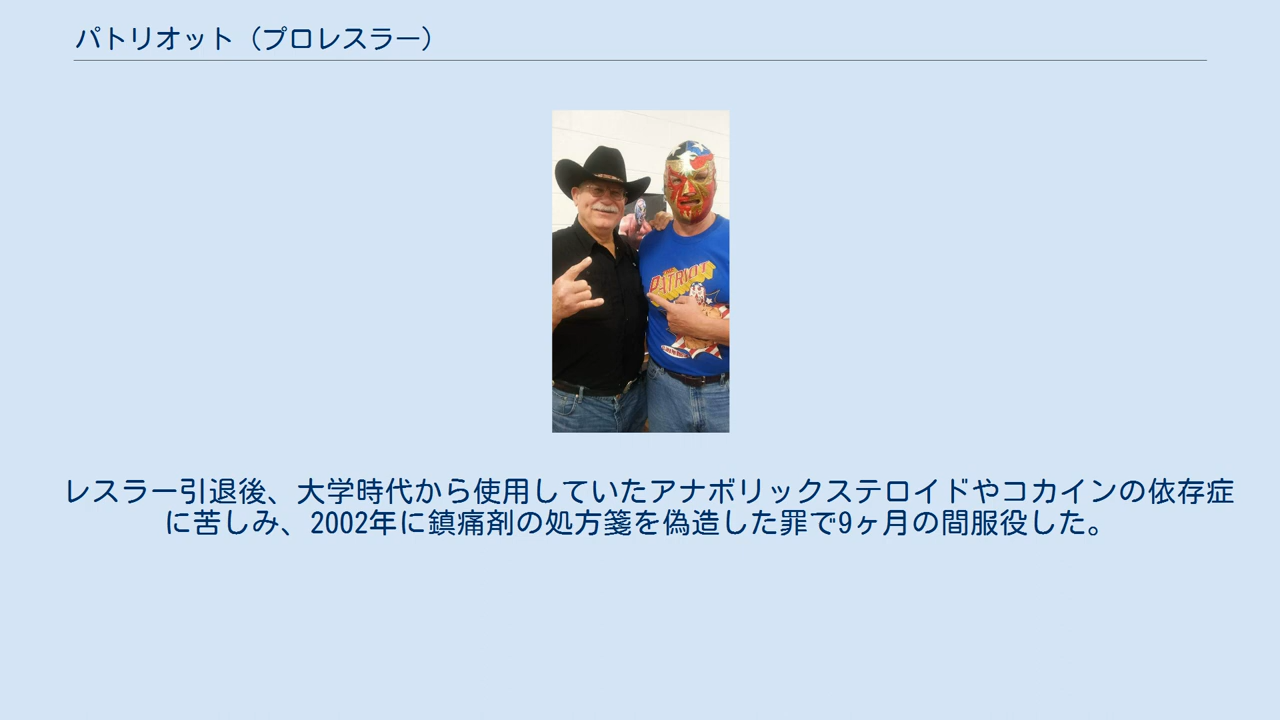 パトリオット（プロレスラー）
PATRIOT
レスラー引退後、大学時代から使用していたアナボリックステロイドやコカインの依存症
に苦しみ、2002年に鎮痛剤の処方箋を偽造した罪で9ヶ月の間服役した。